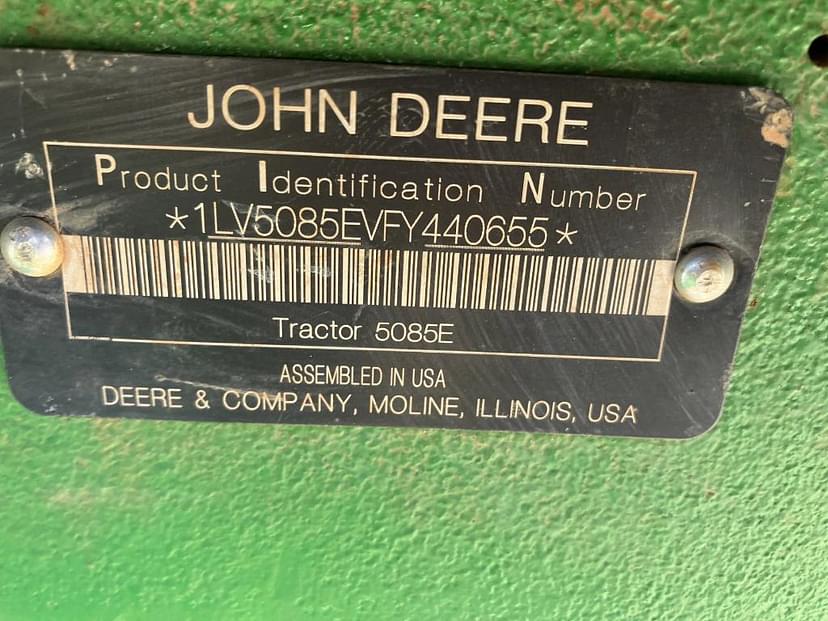 JOHN DEERE
Product Identification Number
*1LV5085EVFY440655*
Tractor 5085E
ASSEMBLED IN USA
DEERE & COMPANY, MOLINE, ILLINOIS, USA